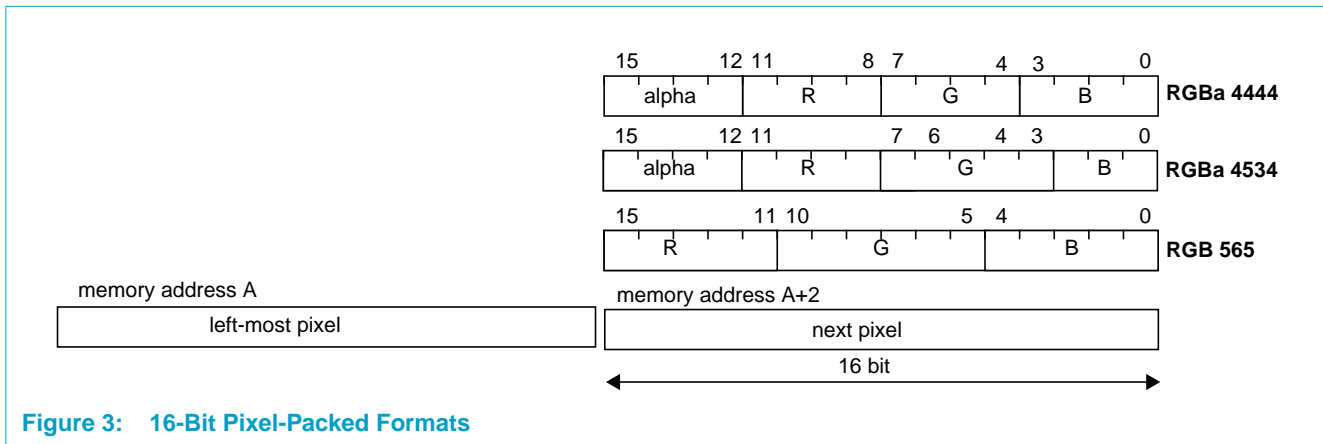 15 12 11 8 7 4 3 0
alpha R G B RGBa 4444
15 12 11 7 6 4 3 0
alpha R G B RGBa 4534
15 11 10 5 4 0
R G B RGB 565
memory address A memory address A+2
left-most pixel next pixel
16 bit
Figure 3: 16-Bit Pixel-Packed Formats